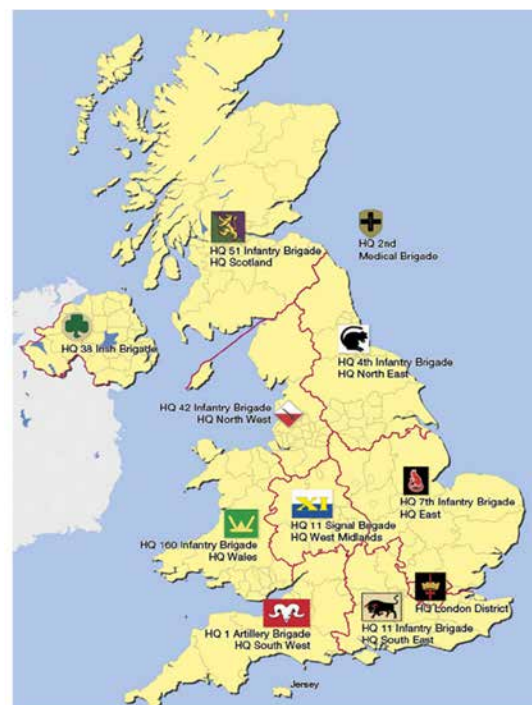 HQ 51 Infantry Brigade
HQ Scotland
HQ 2nd
Medical Brigade
HQ 38 Irish Brigade
HQ 4th Infantry Brigade
HQ North East
HQ 42 Infantry Brigade
HQ North West
HQ 7th Infantry Brigade
HQ East
XI
HQ 11 Signal Brigade
HQ West Midlands
HQ 160 Infantry Brigade
HQ Wales
HQ London District
HQ 1 Artillery Brigade
HQ South West
HQ 11 Infantry Brigade
HQ South East
Jersey